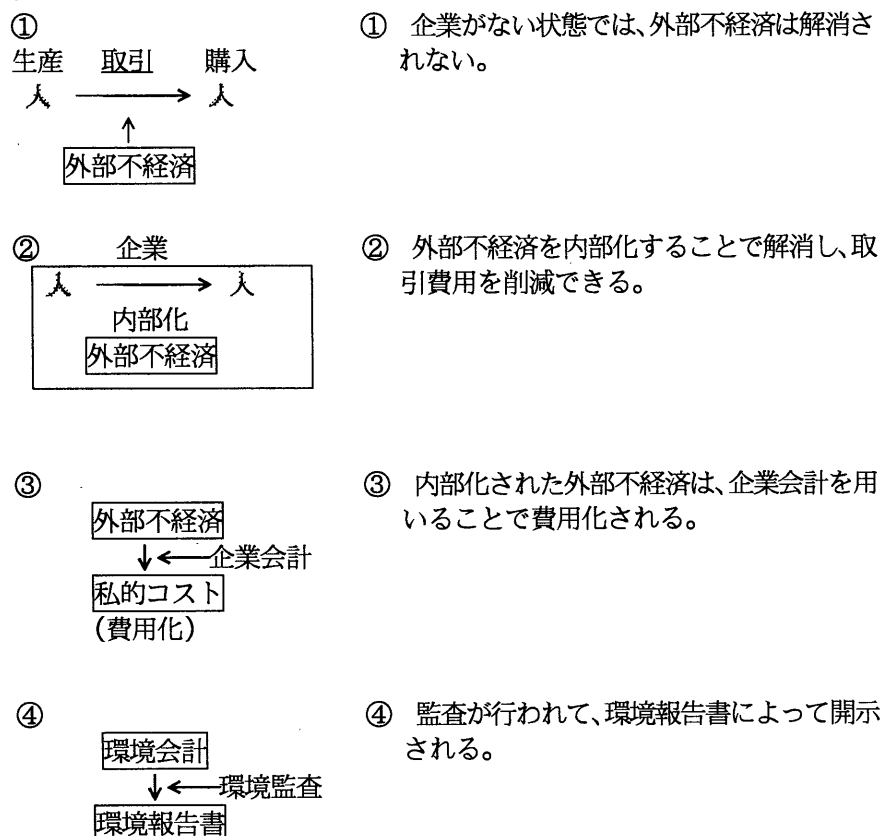 ①
生産 取引 購入
人 → 人
↑
外部不経済
① 企業がない状態では、外部不経済は解消さ
れない。
② 企業
人 → 人
内部化
外部不経済
② 外部不経済を内部化することで解消し、取
引費用を削減できる。
③
外部不経済
↓←企業会計
私的コスト
(費用化)
③ 内部化された外部不経済は、企業会計を用
いることで費用化される。
④
環境会計
↓←環境監査
環境報告書
④ 監査が行われて、環境報告書によって開示
される。